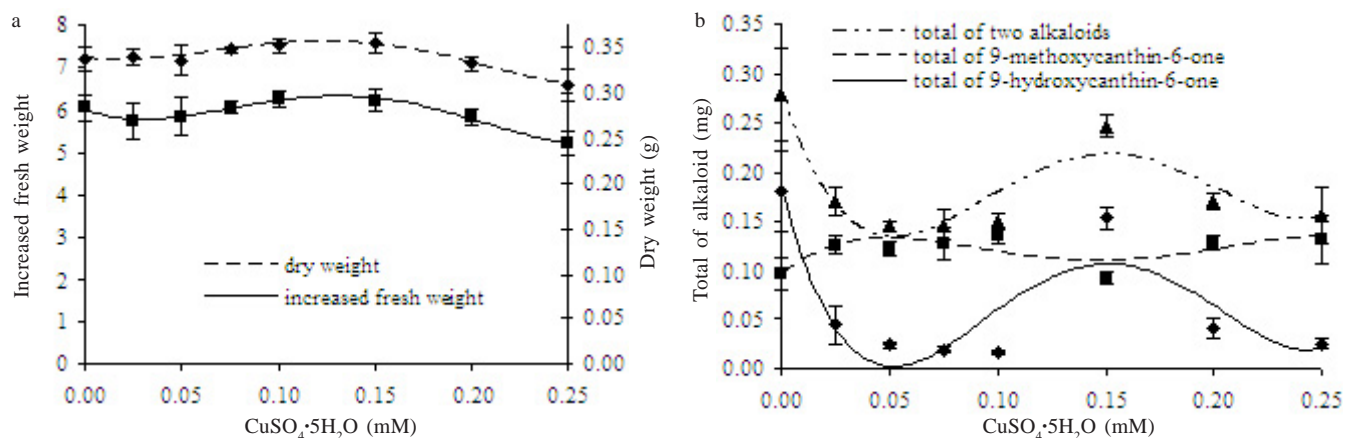 a
8
7
6
5
4
3
2
1
0
Increased fresh weight
0.35
0.30
0.25
0.20
0.15
0.10
0.05
0.00
Dry weight (g)
dry weight
increased fresh weight
0.00 0.05 0.10 0.15 0.20 0.25
CuSO₄·5H₂O (mM)
b
0.35
0.30
0.25
0.20
0.15
0.10
0.05
0.00
Total of alkaloid (mg)
total of two alkaloids
total of 9-methoxycanthin-6-one
total of 9-hydroxycanthin-6-one
0.00 0.05 0.10 0.15 0.20 0.25
CuSO₄·5H₂O (mM)